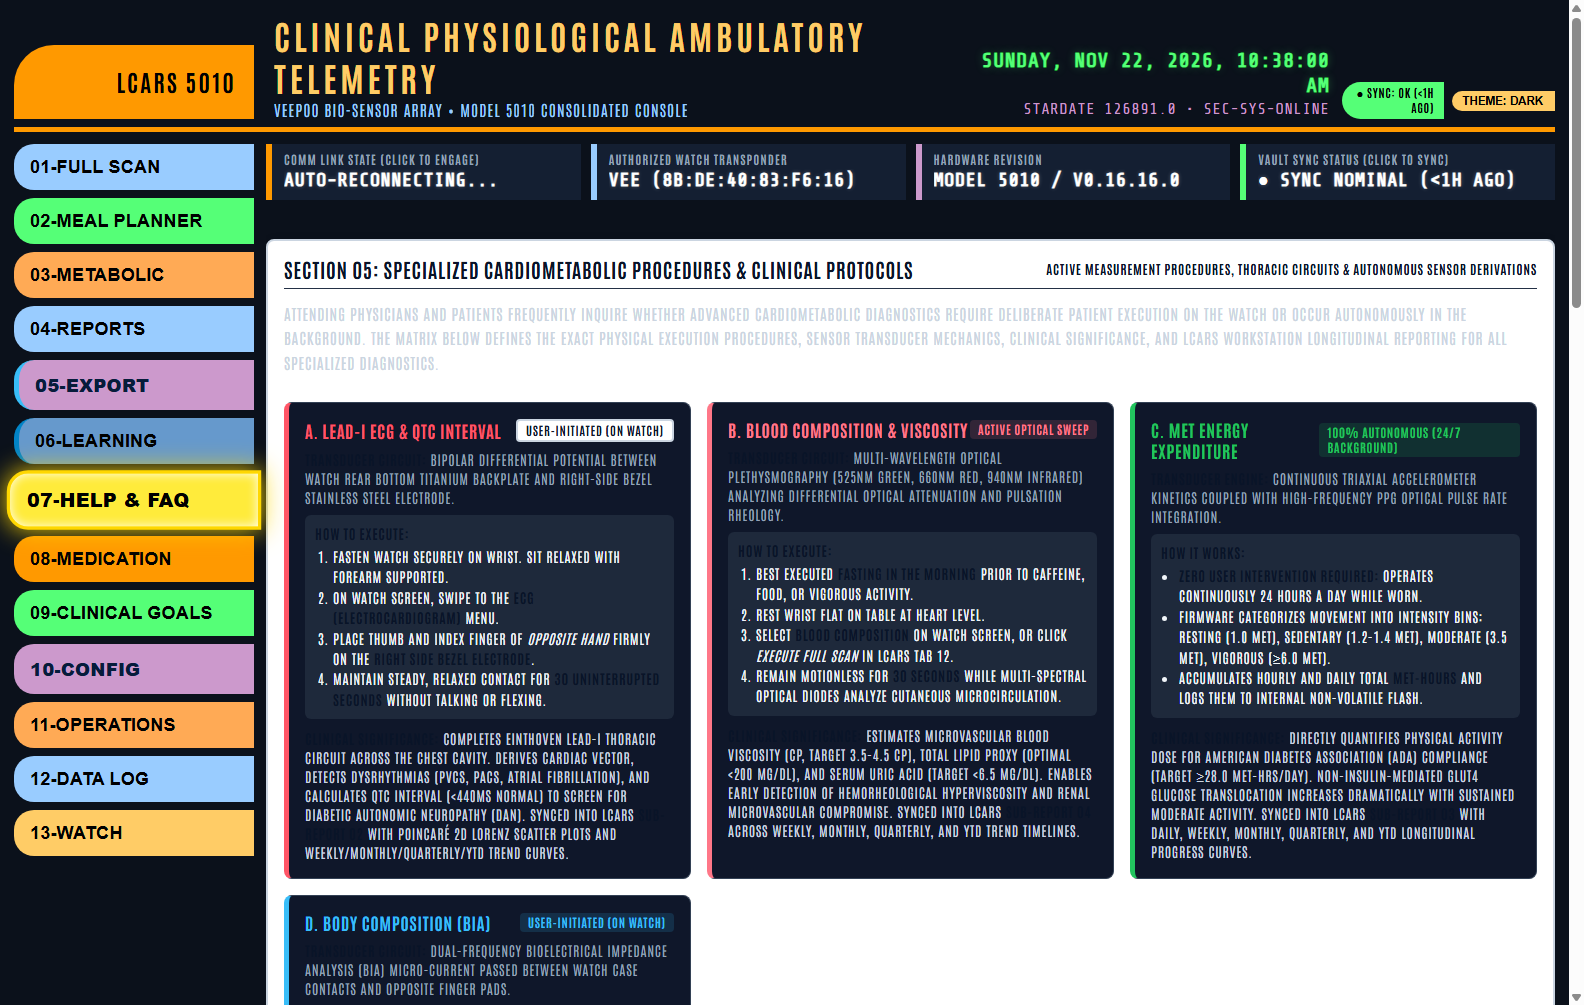 LCARS 5010
CLINICAL PHYSIOLOGICAL AMBULATORY
TELEMETRY
VEEPOO BIO-SENSOR ARRAY • MODEL 5010 CONSOLIDATED CONSOLE
SUNDAY, NOV 22, 2026, 10:38:00
AM
STARDATE 126891.0 · SEC-SYS-ONLINE
● SYNC: OK (<1H
AGO)
THEME: DARK
01-FULL SCAN
02-MEAL PLANNER
03-METABOLIC
04-REPORTS
05-EXPORT
06-LEARNING
07-HELP & FAQ
08-MEDICATION
09-CLINICAL GOALS
10-CONFIG
11-OPERATIONS
12-DATA LOG
13-WATCH
COMM LINK STATE (CLICK TO ENGAGE)
AUTO-RECONNECTING...
AUTHORIZED WATCH TRANSPONDER
VEE (8B:DE:40:83:F6:16)
HARDWARE REVISION
MODEL 5010 / V0.16.16.0
VAULT SYNC STATUS (CLICK TO SYNC)
● SYNC NOMINAL (<1H AGO)
SECTION 05: SPECIALIZED CARDIOMETABOLIC PROCEDURES & CLINICAL PROTOCOLS
ACTIVE MEASUREMENT PROCEDURES, THORACIC CIRCUITS & AUTONOMOUS SENSOR DERIVATIONS
ATTENDING PHYSICIANS AND PATIENTS FREQUENTLY INQUIRE WHETHER ADVANCED CARDIOMETABOLIC DIAGNOSTICS REQUIRE DELIBERATE PATIENT EXECUTION ON THE WATCH OR OCCUR AUTONOMOUSLY IN THE
BACKGROUND. THE MATRIX BELOW DEFINES THE EXACT PHYSICAL EXECUTION PROCEDURES, SENSOR TRANSDUCER MECHANICS, CLINICAL SIGNIFICANCE, AND LCARS WORKSTATION LONGITUDINAL REPORTING FOR ALL
SPECIALIZED DIAGNOSTICS.
A. LEAD-I ECG & QTC INTERVAL
USER-INITIATED (ON WATCH)
BIPOLAR DIFFERENTIAL POTENTIAL BETWEEN
WATCH REAR BOTTOM TITANIUM BACKPLATE AND RIGHT-SIDE BEZEL
STAINLESS STEEL ELECTRODE.
HOW TO EXECUTE:
1. FASTEN WATCH SECURELY ON WRIST. SIT RELAXED WITH
FOREARM SUPPORTED.
2. ON WATCH SCREEN, SWIPE TO THE ECG
(ELECTROCARDIOGRAM) MENU.
3. PLACE THUMB AND INDEX FINGER OF OPPOSITE HAND FIRMLY
ON THE RIGHT SIDE BEZEL ELECTRODE.
4. MAINTAIN STEADY, RELAXED CONTACT FOR 30 UNINTERRUPTED
SECONDS WITHOUT TALKING OR FLEXING.
COMPLETES EINTHOVEN LEAD-I THORACIC
CIRCUIT ACROSS THE CHEST CAVITY. DERIVES CARDIAC VECTOR,
DETECTS DYSRHYTHMIAS (PVCS, PACS, ATRIAL FIBRILLATION), AND
CALCULATES QTC INTERVAL (<440MS NORMAL) TO SCREEN FOR
DIABETIC AUTONOMIC NEUROPATHY (DAN). SYNCED INTO LCARS
WITH POINCARÉ 2D LORENZ SCATTER PLOTS AND
WEEKLY/MONTHLY/QUARTERLY/YTD TREND CURVES.
B. BLOOD COMPOSITION & VISCOSITY
ACTIVE OPTICAL SWEEP
MULTI-WAVELENGTH OPTICAL
PLETHYSMOGRAPHY (525NM GREEN, 660NM RED, 940NM INFRARED)
ANALYZING DIFFERENTIAL OPTICAL ATTENUATION AND PULSATION
RHEOLOGY.
HOW TO EXECUTE:
1. BEST EXECUTED FASTING IN THE MORNING PRIOR TO CAFFEINE,
FOOD, OR VIGOROUS ACTIVITY.
2. REST WRIST FLAT ON TABLE AT HEART LEVEL.
3. SELECT BLOOD COMPOSITION ON WATCH SCREEN, OR CLICK
EXECUTE FULL SCAN IN LCARS TAB 12.
4. REMAIN MOTIONLESS FOR 30 SECONDS WHILE MULTI-SPECTRAL
OPTICAL DIODES ANALYZE CUTANEOUS MICROCIRCULATION.
ESTIMATES MICROVASCULAR BLOOD
VISCOSITY (CP, TARGET 3.5-4.5 CP), TOTAL LIPID PROXY (OPTIMAL
<200 MG/DL), AND SERUM URIC ACID (TARGET <6.5 MG/DL). ENABLES
EARLY DETECTION OF HEMORHEOLOGICAL HYPERVISCOSITY AND RENAL
MICROVASCULAR COMPROMISE. SYNCED INTO LCARS
ACROSS WEEKLY, MONTHLY, QUARTERLY, AND YTD TREND TIMELINES.
C. MET ENERGY
EXPENDITURE
100% AUTONOMOUS (24/7
BACKGROUND)
CONTINUOUS TRIAXIAL ACCELEROMETER
KINETICS COUPLED WITH HIGH-FREQUENCY PPG OPTICAL PULSE RATE
INTEGRATION.
HOW IT WORKS:
• ZERO USER INTERVENTION REQUIRED: OPERATES
CONTINUOUSLY 24 HOURS A DAY WHILE WORN.
• FIRMWARE CATEGORIZES MOVEMENT INTO INTENSITY BINS:
RESTING (1.0 MET), SEDENTARY (1.2-1.4 MET), MODERATE (3.5
MET), VIGOROUS (≥6.0 MET).
• ACCUMULATES HOURLY AND DAILY TOTAL MET-HOURS AND
LOGS THEM TO INTERNAL NON-VOLATILE FLASH.
DIRECTLY QUANTIFIES PHYSICAL ACTIVITY
DOSE FOR AMERICAN DIABETES ASSOCIATION (ADA) COMPLIANCE
(TARGET ≥28.0 MET-HRS/DAY). NON-INSULIN-MEDIATED GLUT4
GLUCOSE TRANSLOCATION INCREASES DRAMATICALLY WITH SUSTAINED
MODERATE ACTIVITY. SYNCED INTO LCARS WITH
DAILY, WEEKLY, MONTHLY, QUARTERLY, AND YTD LONGITUDINAL
PROGRESS CURVES.
D. BODY COMPOSITION (BIA)
USER-INITIATED (ON WATCH)
DUAL-FREQUENCY BIOELECTRICAL IMPEDANCE
ANALYSIS (BIA) MICRO-CURRENT PASSED BETWEEN WATCH CASE
CONTACTS AND OPPOSITE FINGER PADS.